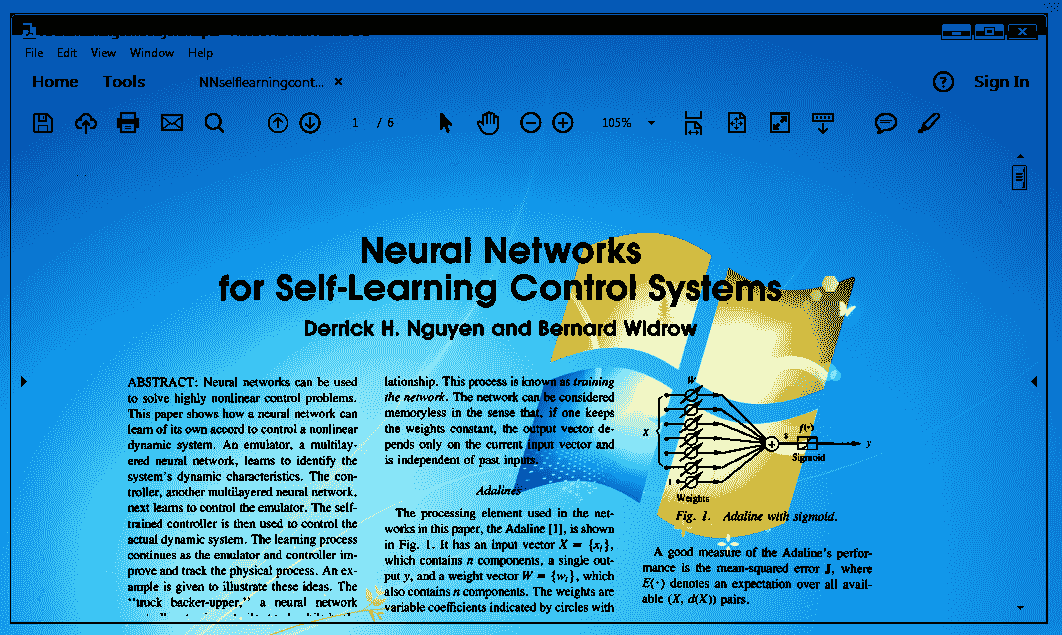 File Edit View Window Help
Home Tools NNselflearningcont... × ? Sign In
1 / 6 105%
Neural Networks
for Self-Learning Control Systems
Derrick H. Nguyen and Bernard Widrow
ABSTRACT: Neural networks can be used
to solve highly nonlinear control problems.
This paper shows how a neural network can
learn of its own accord to control a nonlinear
dynamic system. An emulator, a multilay-
ered neural network, learns to identify the
system's dynamic characteristics. The con-
troller, another multilayered neural network,
next learns to control the emulator. The self-
trained controller is then used to control the
actual dynamic system. The learning process
continues as the emulator and controller im-
prove and track the physical process. An ex-
ample is given to illustrate these ideas. The
"truck backer-upper," a neural network
lationship. This process is known as training
the network. The network can be considered
memoryless in the sense that, if one keeps
the weights constant, the output vector de-
pends only on the current input vector and
is independent of past inputs.
Adalines
The processing element used in the net-
works in this paper, the Adaline [1], is shown
in Fig. 1. It has an input vector X = {xᵢ},
which contains n components, a single out-
put y, and a weight vector W = {wᵢ}, which
also contains n components. The weights are
variable coefficients indicated by circles with
W
X
f(·)
y
Sigmoid
1
Weights
Fig. 1. Adaline with sigmoid.
A good measure of the Adaline's perfor-
mance is the mean-squared error J, where
E(·) denotes an expectation over all avail-
able (X, d(X)) pairs.